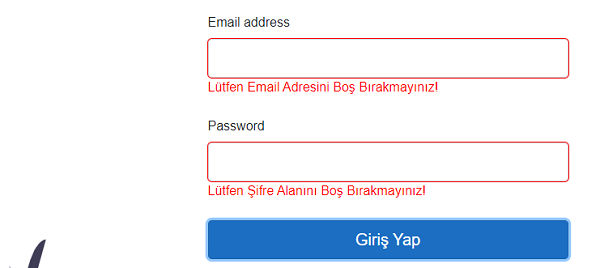 Email address
Lütfen Email Adresini Boş Bırakmayınız!
Password
Lütfen Şifre Alanını Boş Bırakmayınız!
Giriş Yap